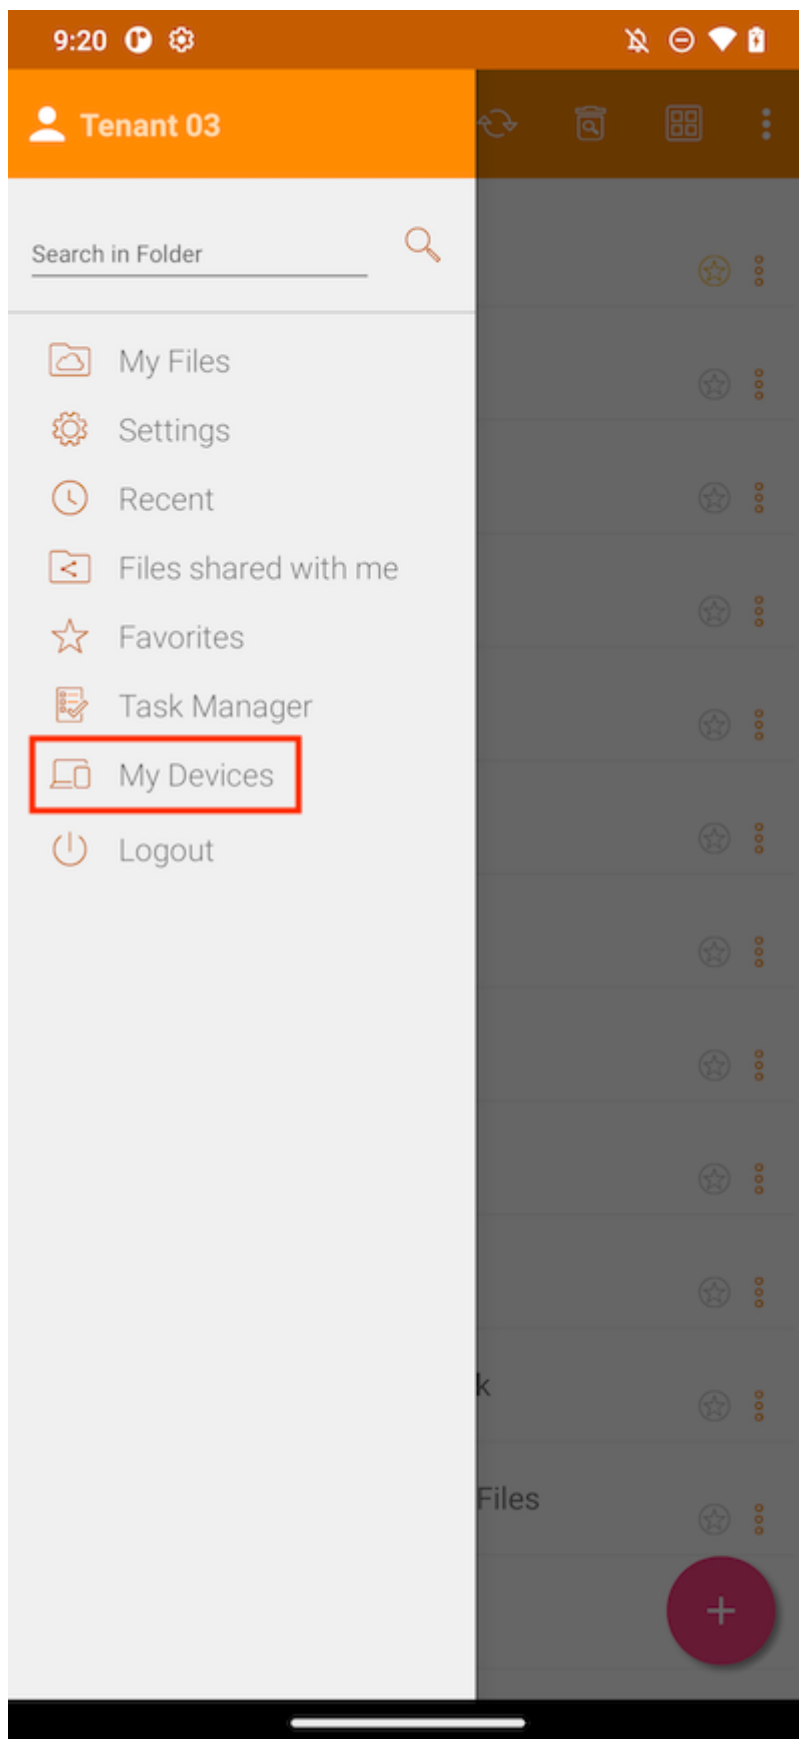 9:20
Tenant 03
Search in Folder
My Files
Settings
Recent
Files shared with me
Favorites
Task Manager
My Devices
Logout
k
Files